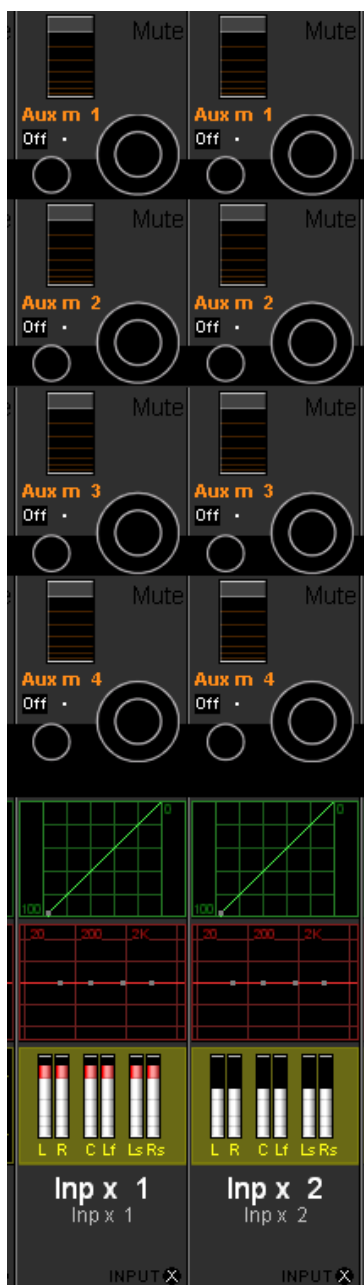 Mute Mute
Aux m 1 Aux m 1
Off Off
Mute Mute
Aux m 2 Aux m 2
Off Off
Mute Mute
Aux m 3 Aux m 3
Off Off
Mute Mute
Aux m 4 Aux m 4
Off Off
0 0
100 100
20 200 2K 20 200 2K
L R C Lf Ls Rs L R C Lf Ls Rs
Inp x 1 Inp x 2
Inp x 1 Inp x 2
INPUT X INPUT X